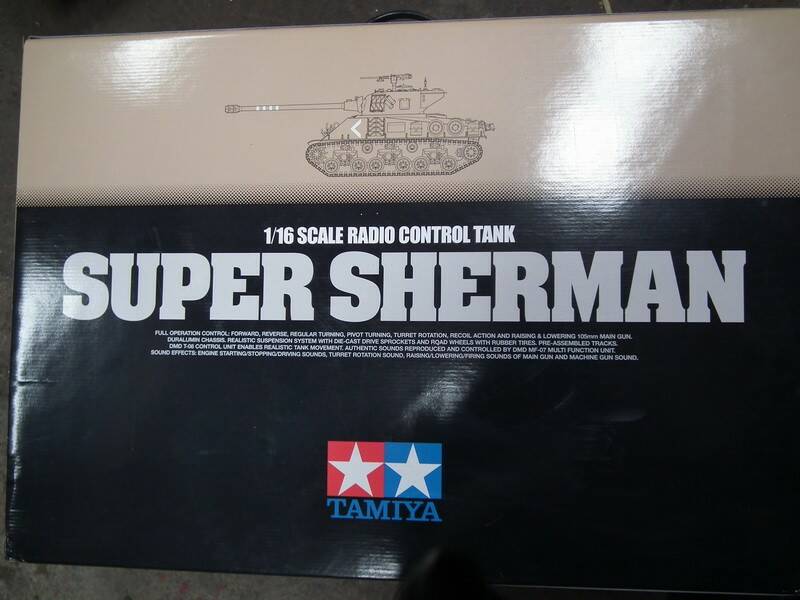 1/16 SCALE RADIO CONTROL TANK
SUPER SHERMAN
FULL OPERATION CONTROL: FORWARD, REVERSE, REGULAR TURNING, PIVOT TURNING, TURRET ROTATION, RECOIL ACTION AND RAISING & LOWERING 105mm MAIN GUN.
DURALUMIN CHASSIS. REALISTIC SUSPENSION SYSTEM WITH DIE-CAST DRIVE SPROCKETS AND ROAD WHEELS WITH RUBBER TIRES. PRE-ASSEMBLED TRACKS.
DMD T-08 CONTROL UNIT ENABLES REALISTIC TANK MOVEMENT. AUTHENTIC SOUNDS REPRODUCED AND CONTROLLED BY DMD MF-07 MULTI FUNCTION UNIT.
SOUND EFFECTS: ENGINE STARTING/STOPPING/DRIVING SOUNDS, TURRET ROTATION SOUND, RAISING/LOWERING/FIRING SOUNDS OF MAIN GUN AND MACHINE GUN SOUND.
TAMIYA